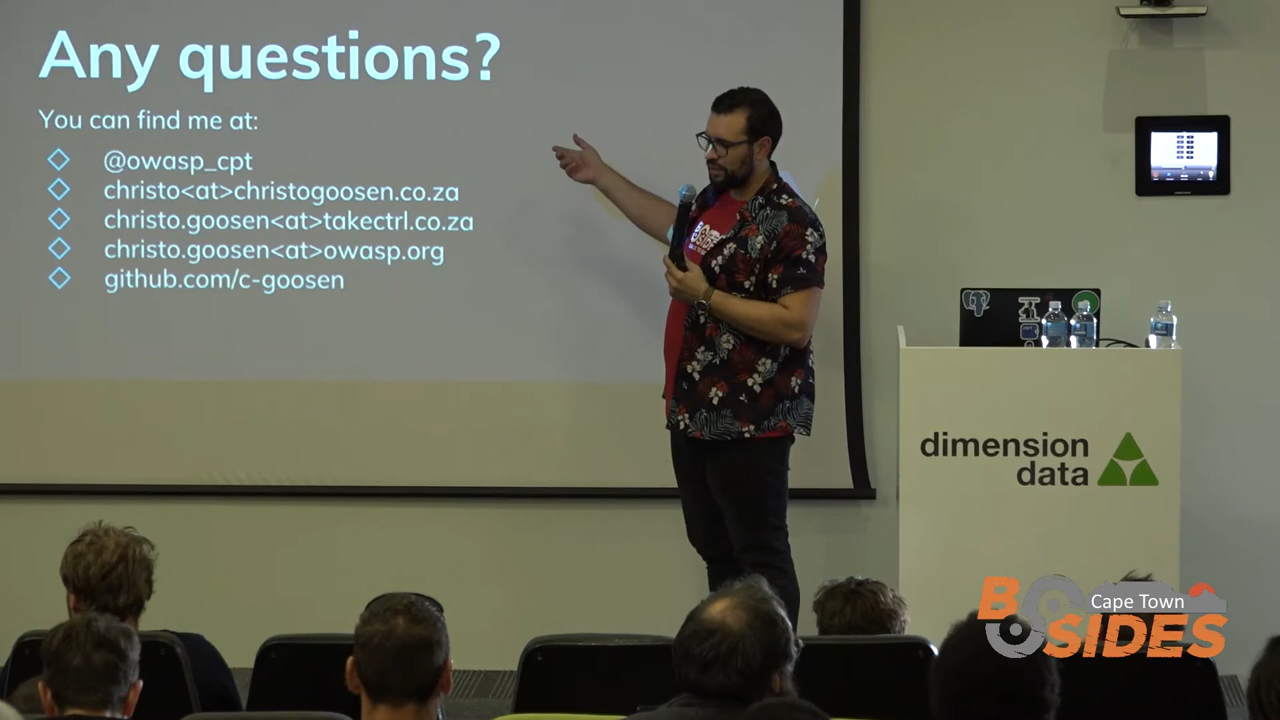 Any questions?
You can find me at:
@owasp_cpt
christo<at>christogoosen.co.za
christo.goosen<at>takectrl.co.za
christo.goosen<at>owasp.org
github.com/c-goosen
dimension
data
B
Cape Town
SIDES